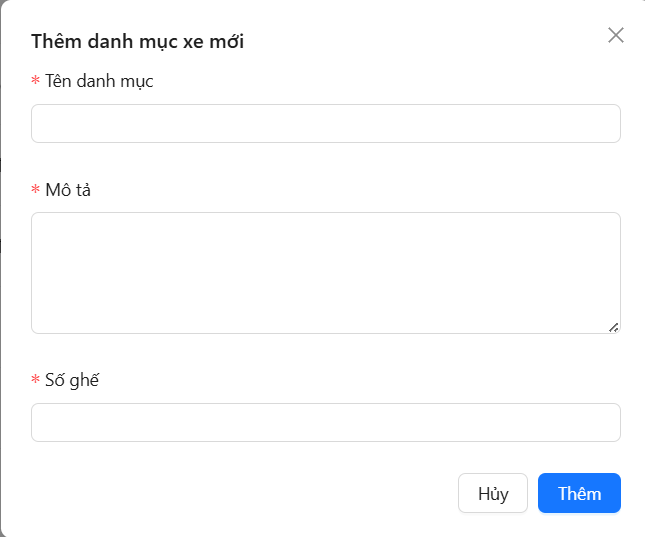 Thêm danh mục xe mới
* Tên danh mục
* Mô tả
* Số ghế
Hủy
Thêm